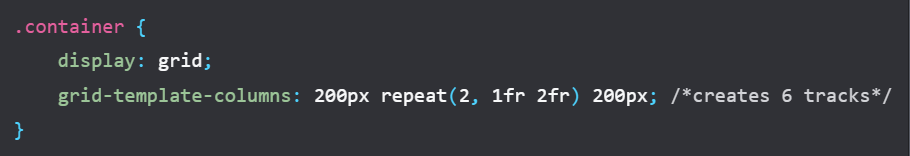 .container {
    display: grid;
    grid-template-columns: 200px repeat(2, 1fr 2fr) 200px; /*creates 6 tracks*/
}